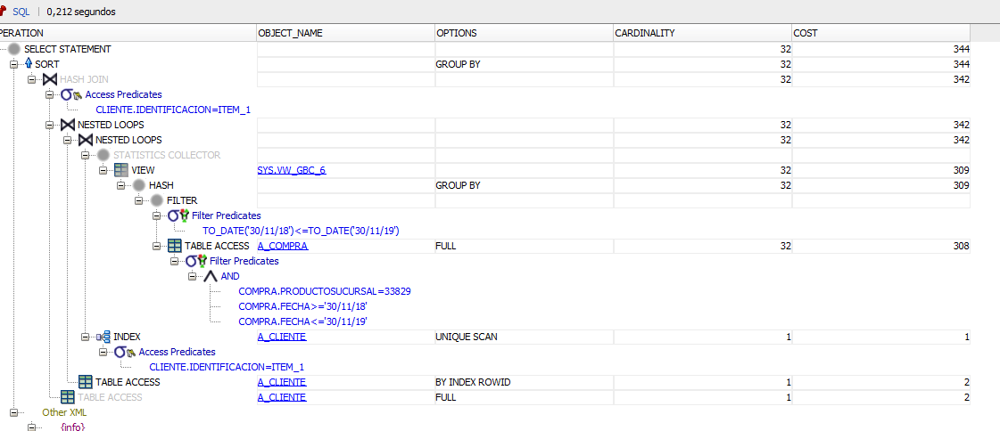 SQL | 0,212 segundos
PERATION OBJECT_NAME OPTIONS CARDINALITY COST
SELECT STATEMENT 32 344
SORT GROUP BY 32 344
HASH JOIN 32 342
Access Predicates
CLIENTE.IDENTIFICACION=ITEM_1
NESTED LOOPS 32 342
NESTED LOOPS 32 342
STATISTICS COLLECTOR
VIEW SYS.VW_GBC_6 32 309
HASH GROUP BY 32 309
FILTER
Filter Predicates
TO_DATE('30/11/18')<=TO_DATE('30/11/19')
TABLE ACCESS A_COMPRA FULL 32 308
Filter Predicates
AND
COMPRA.PRODUCTOSUCURSAL=33829
COMPRA.FECHA>='30/11/18'
COMPRA.FECHA<='30/11/19'
INDEX A_CLIENTE UNIQUE SCAN 1 1
Access Predicates
CLIENTE.IDENTIFICACION=ITEM_1
TABLE ACCESS A_CLIENTE BY INDEX ROWID 1 2
TABLE ACCESS A_CLIENTE FULL 1 2
Other XML
{info}